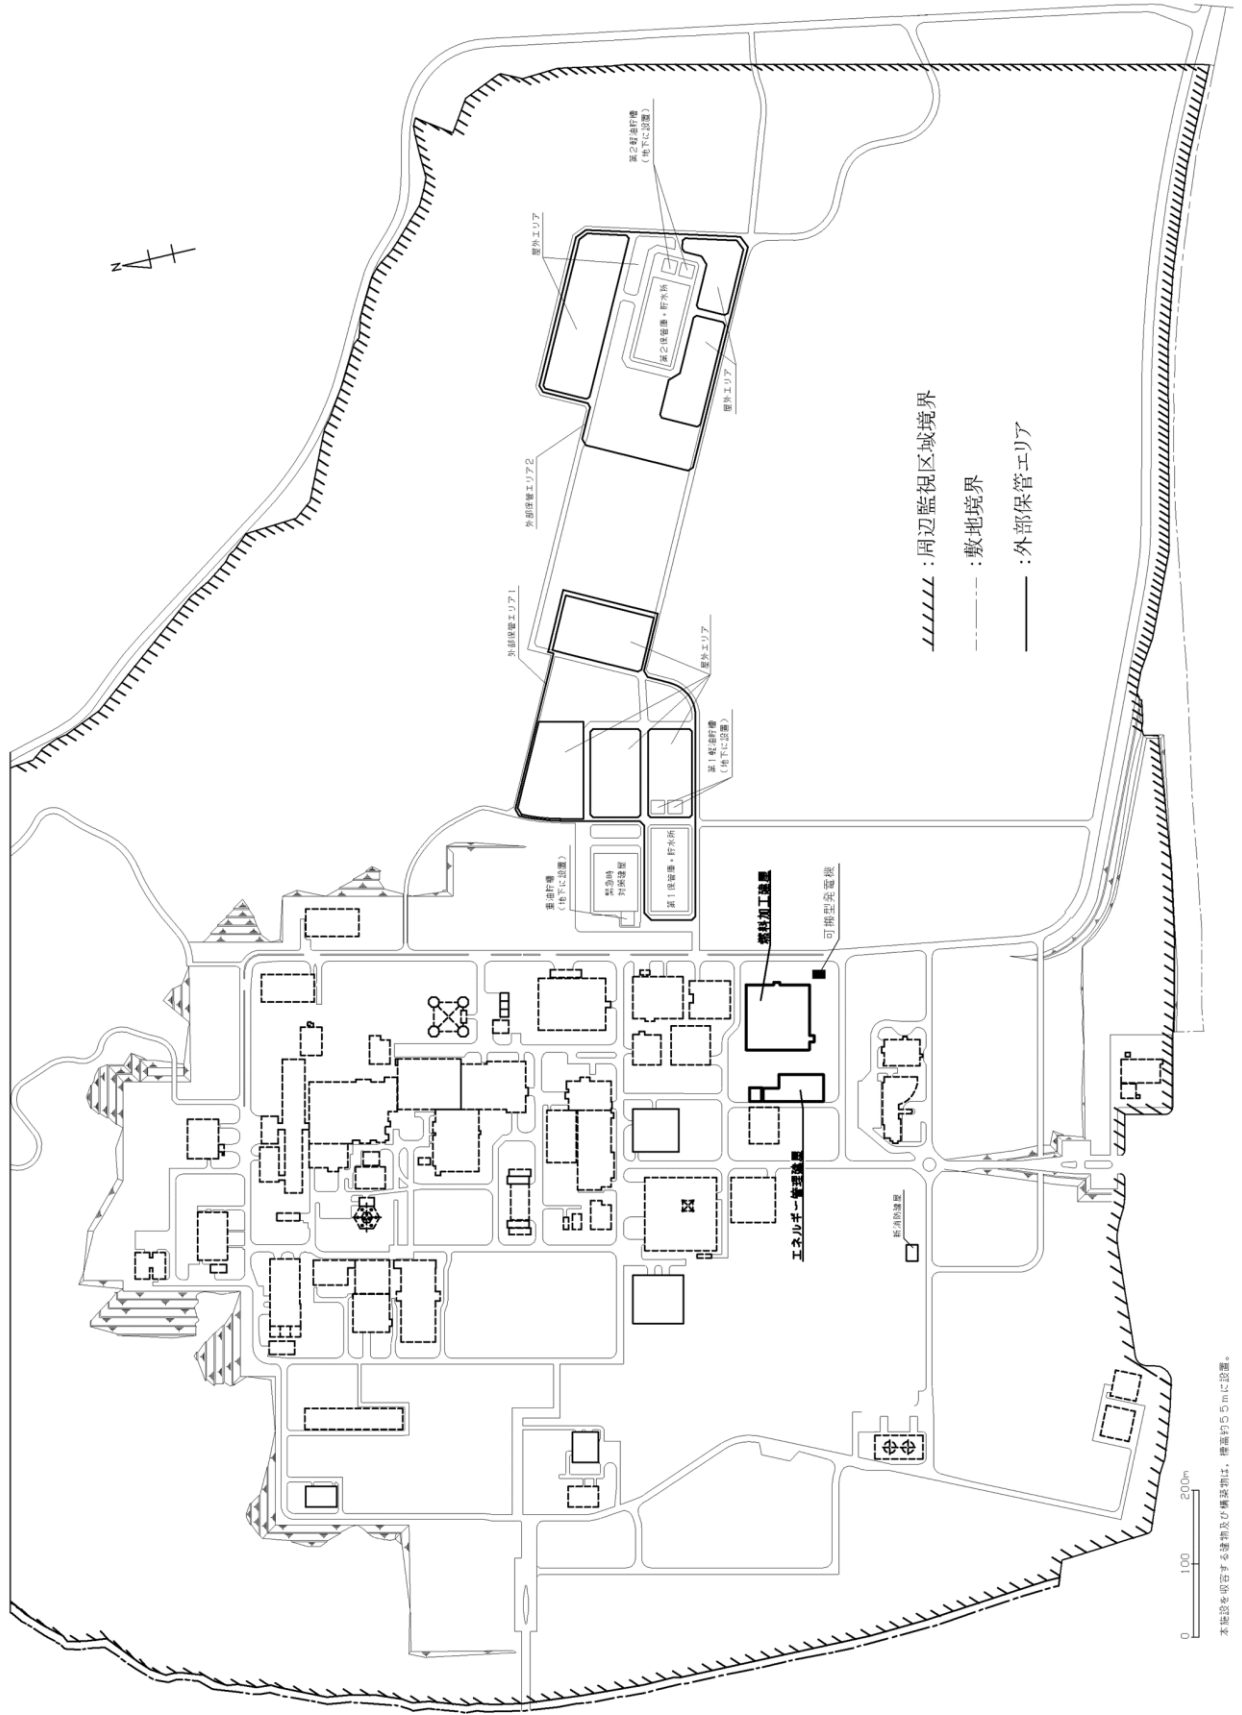 N
第2軽油貯槽
(地下に設置)
屋外エリア
第2保管庫・貯水所
屋外エリア
外部保管エリア2
外部保管エリア1
屋外エリア
第1軽油貯槽
(地下に設置)
第1保管庫・貯水所
緊急時
対策建屋
重油貯槽
(地下に設置)
燃料加工建屋
可搬型発電機
エネルギー管理建屋
新消防建屋
:周辺監視区域境界
:敷地境界
:外部保管エリア
0 100 200m
本施設を収容する建物及び構築物は、標高約55mに設置。